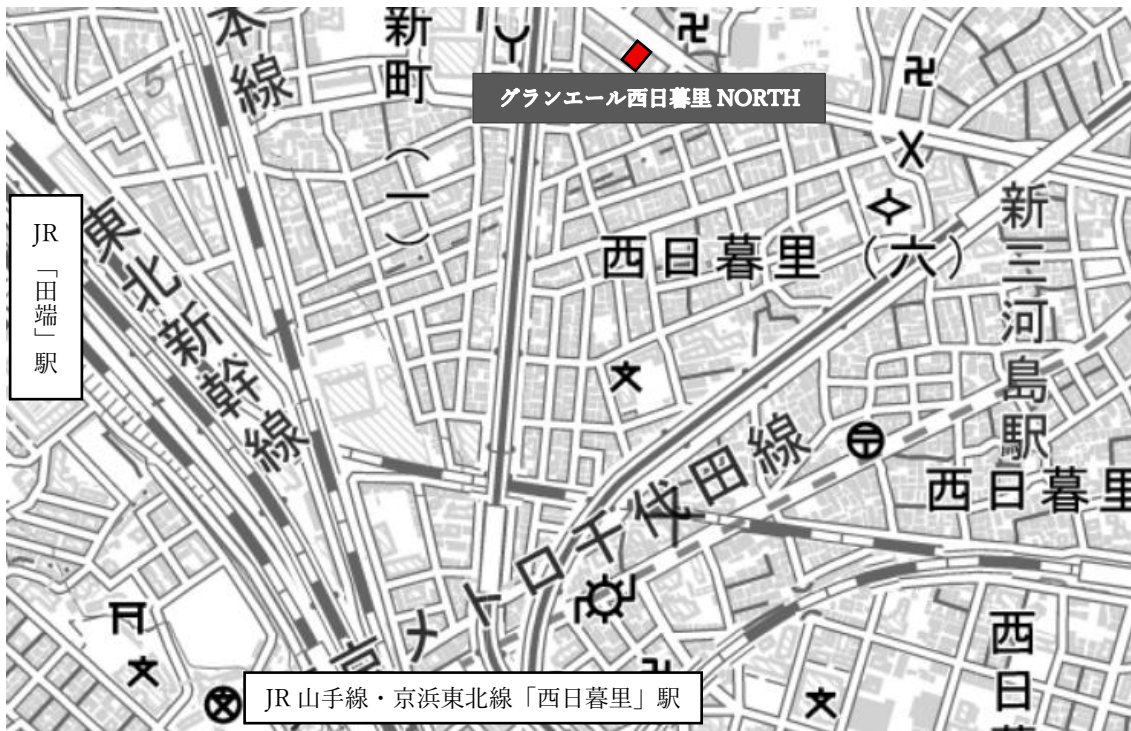 本線
新町(一)
グランエール西日暮里 NORTH
JR「田端」駅
東北新幹線
西日暮里(六)
新三河島駅
西日暮里
京メトロ千代田線
西日暮
JR 山手線・京浜東北線「西日暮里」駅